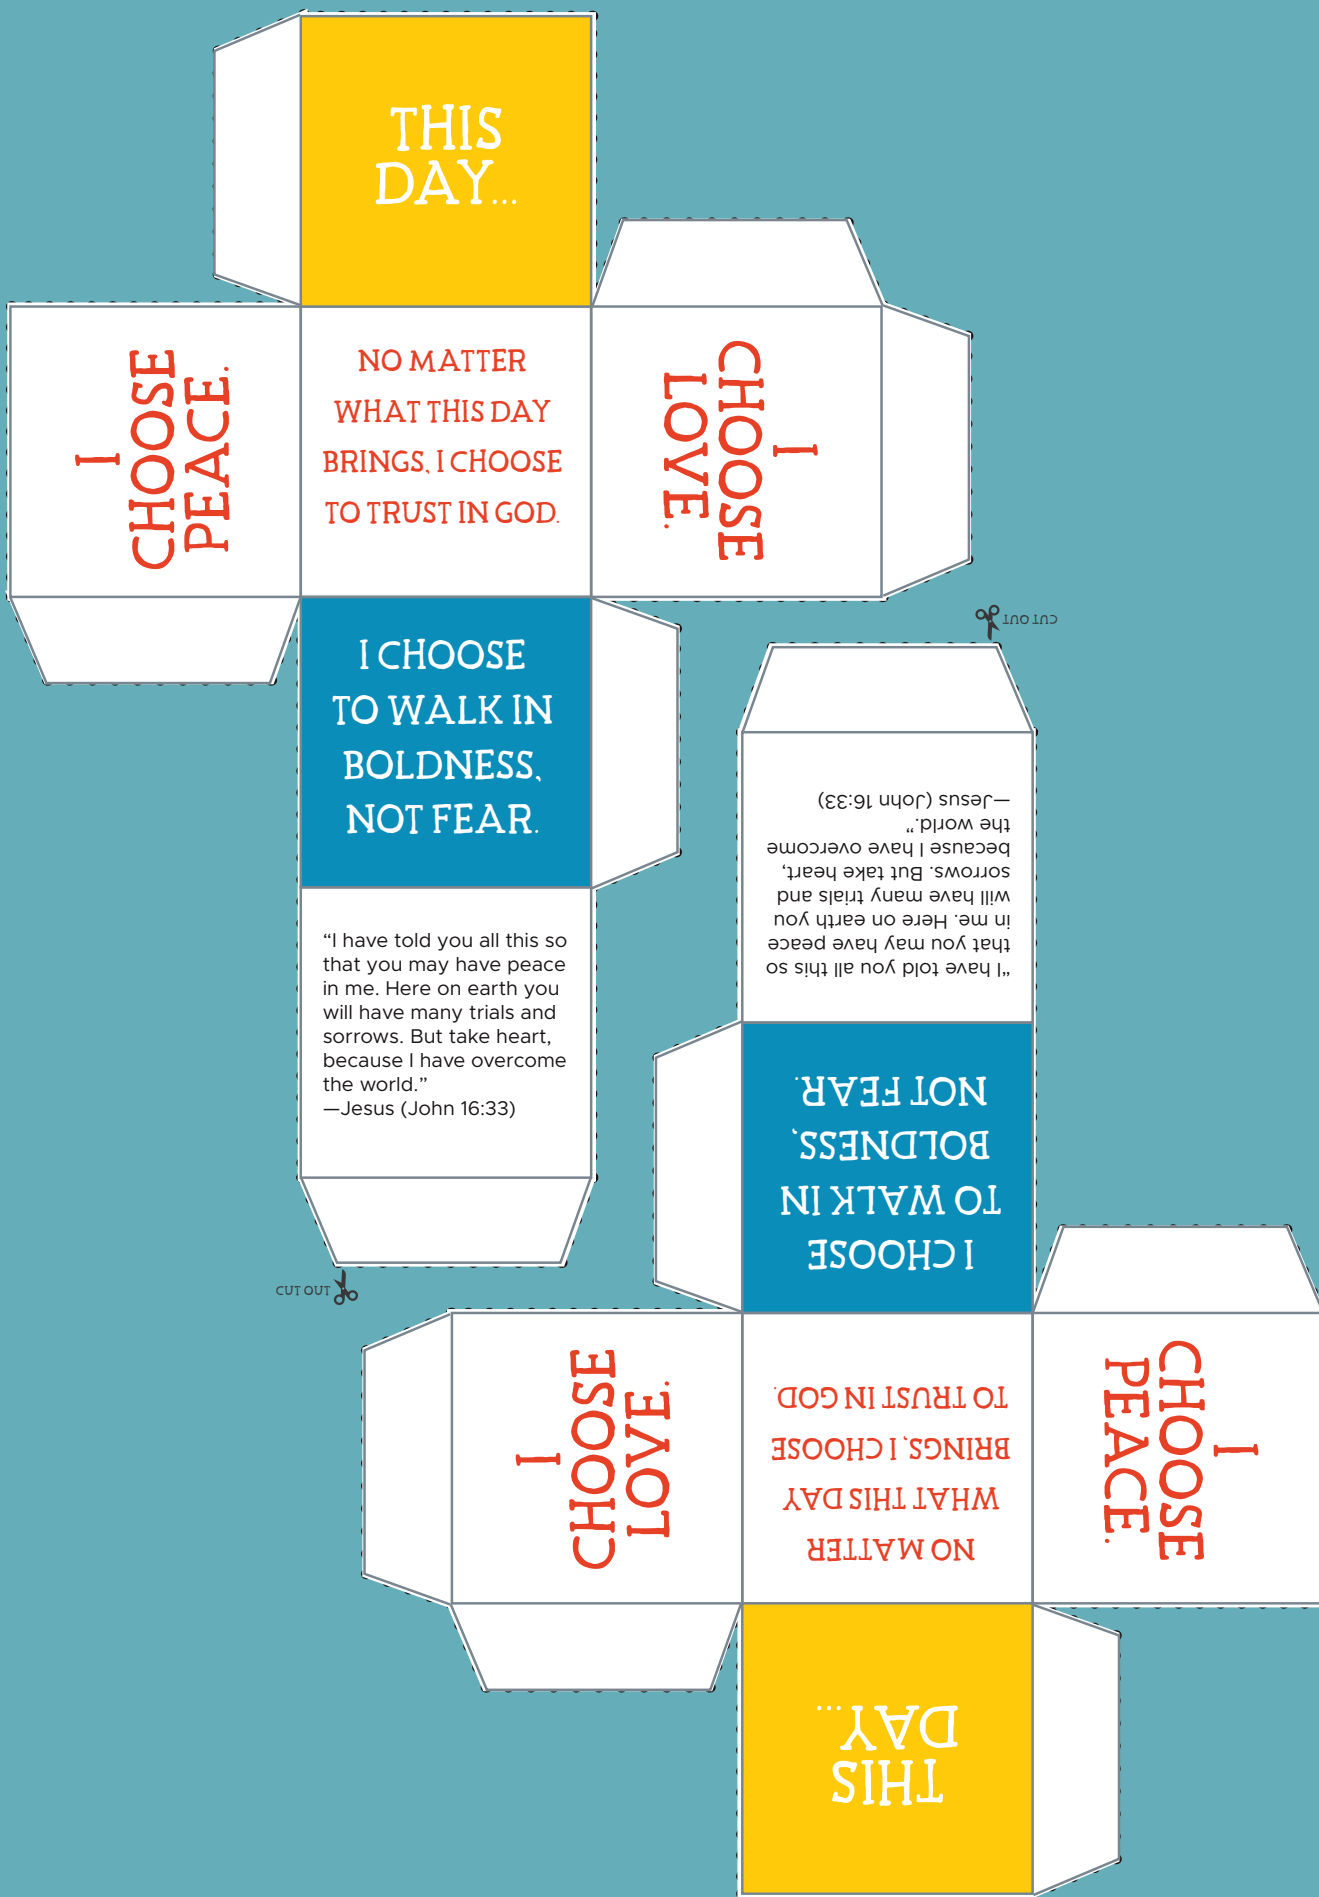 THIS
DAY...
I
CHOOSE
PEACE.
NO MATTER
WHAT THIS DAY
BRINGS, I CHOOSE
TO TRUST IN GOD.
I
CHOOSE
LOVE.
I CHOOSE
TO WALK IN
BOLDNESS,
NOT FEAR.
“I have told you all this so
that you may have peace
in me. Here on earth you
will have many trials and
sorrows. But take heart,
because I have overcome
the world.”
—Jesus (John 16:33)
CUT OUT
CUT OUT
“I have told you all this so
that you may have peace
in me. Here on earth you
will have many trials and
sorrows. But take heart,
because I have overcome
the world.”
—Jesus (John 16:33)
I CHOOSE
TO WALK IN
BOLDNESS,
NOT FEAR.
I
CHOOSE
LOVE.
NO MATTER
WHAT THIS DAY
BRINGS, I CHOOSE
TO TRUST IN GOD.
I
CHOOSE
PEACE.
THIS
DAY...